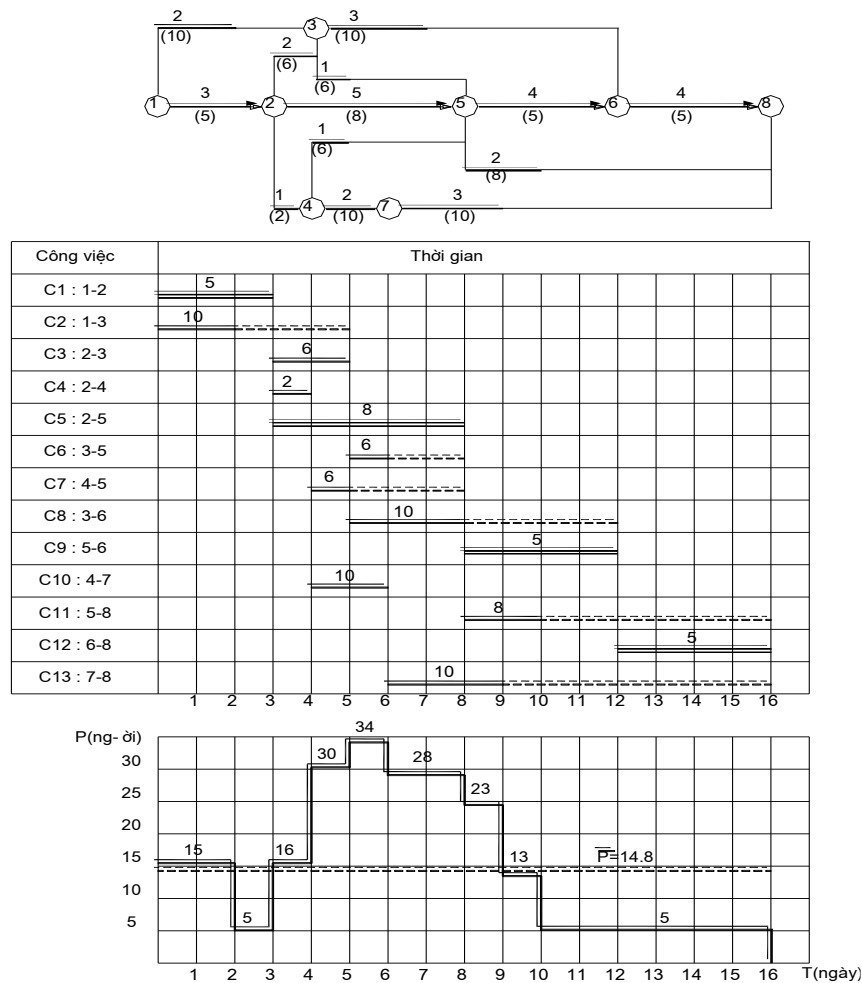 2 3 3
(10) (10)
2
(6) 1
(6)
1 3 2 5 5 4 6 4 8
(5) (8) (5) (5)
1
(6) 2
(8)
1 4 2 7 3
(2) (10) (10)
Công việc Thời gian
C1 : 1-2 5
C2 : 1-3 10
C3 : 2-3 6
C4 : 2-4 2
C5 : 2-5 8
C6 : 3-5 6
C7 : 4-5 6
C8 : 3-6 10
C9 : 5-6 5
C10 : 4-7 10
C11 : 5-8 8
C12 : 6-8 5
C13 : 7-8 10
1 2 3 4 5 6 7 8 9 10 11 12 13 14 15 16
P(ng- ời) 34
30 30 28
25 23
20
15 15 16 13 P=14.8
10
5 5 5
1 2 3 4 5 6 7 8 9 10 11 12 13 14 15 16 T(ngày)